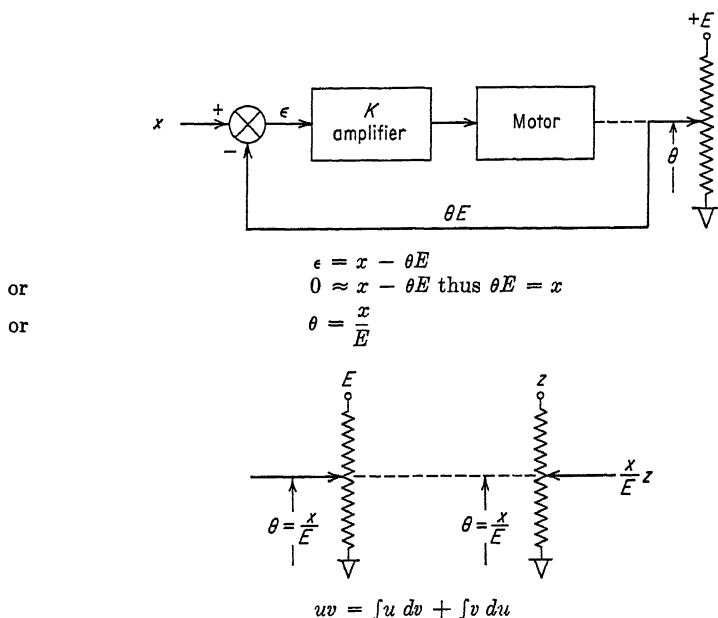 +E
x + ϵ K
amplifier Motor
−
θ
θE
ϵ = x − θE
or 0 ≈ x − θE thus θE = x
or θ = x/E
E z
x/E z
θ = x/E θ = x/E
uv = ∫u dv + ∫v du